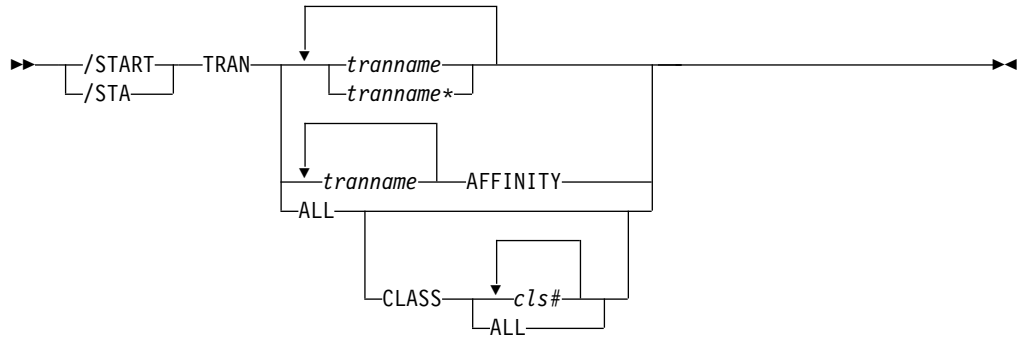 /START TRAN tranname
/STA tranname*
tranname AFFINITY
ALL
CLASS cls#
ALL